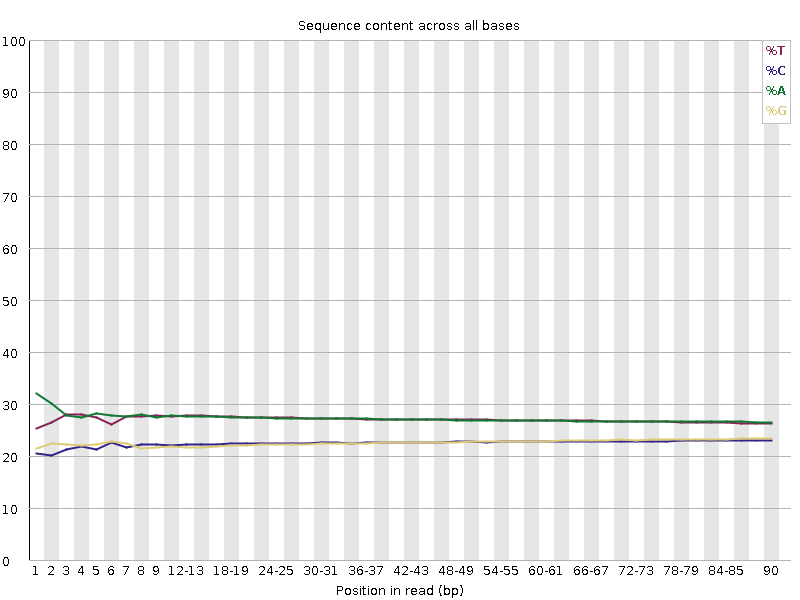 Sequence content across all bases
100
90
80
70
60
50
40
30
20
10
0
%T
%C
%A
%G
1 2 3 4 5 6 7 8 9 12-13 18-19 24-25 30-31 36-37 42-43 48-49 54-55 60-61 66-67 72-73 78-79 84-85 90
Position in read (bp)